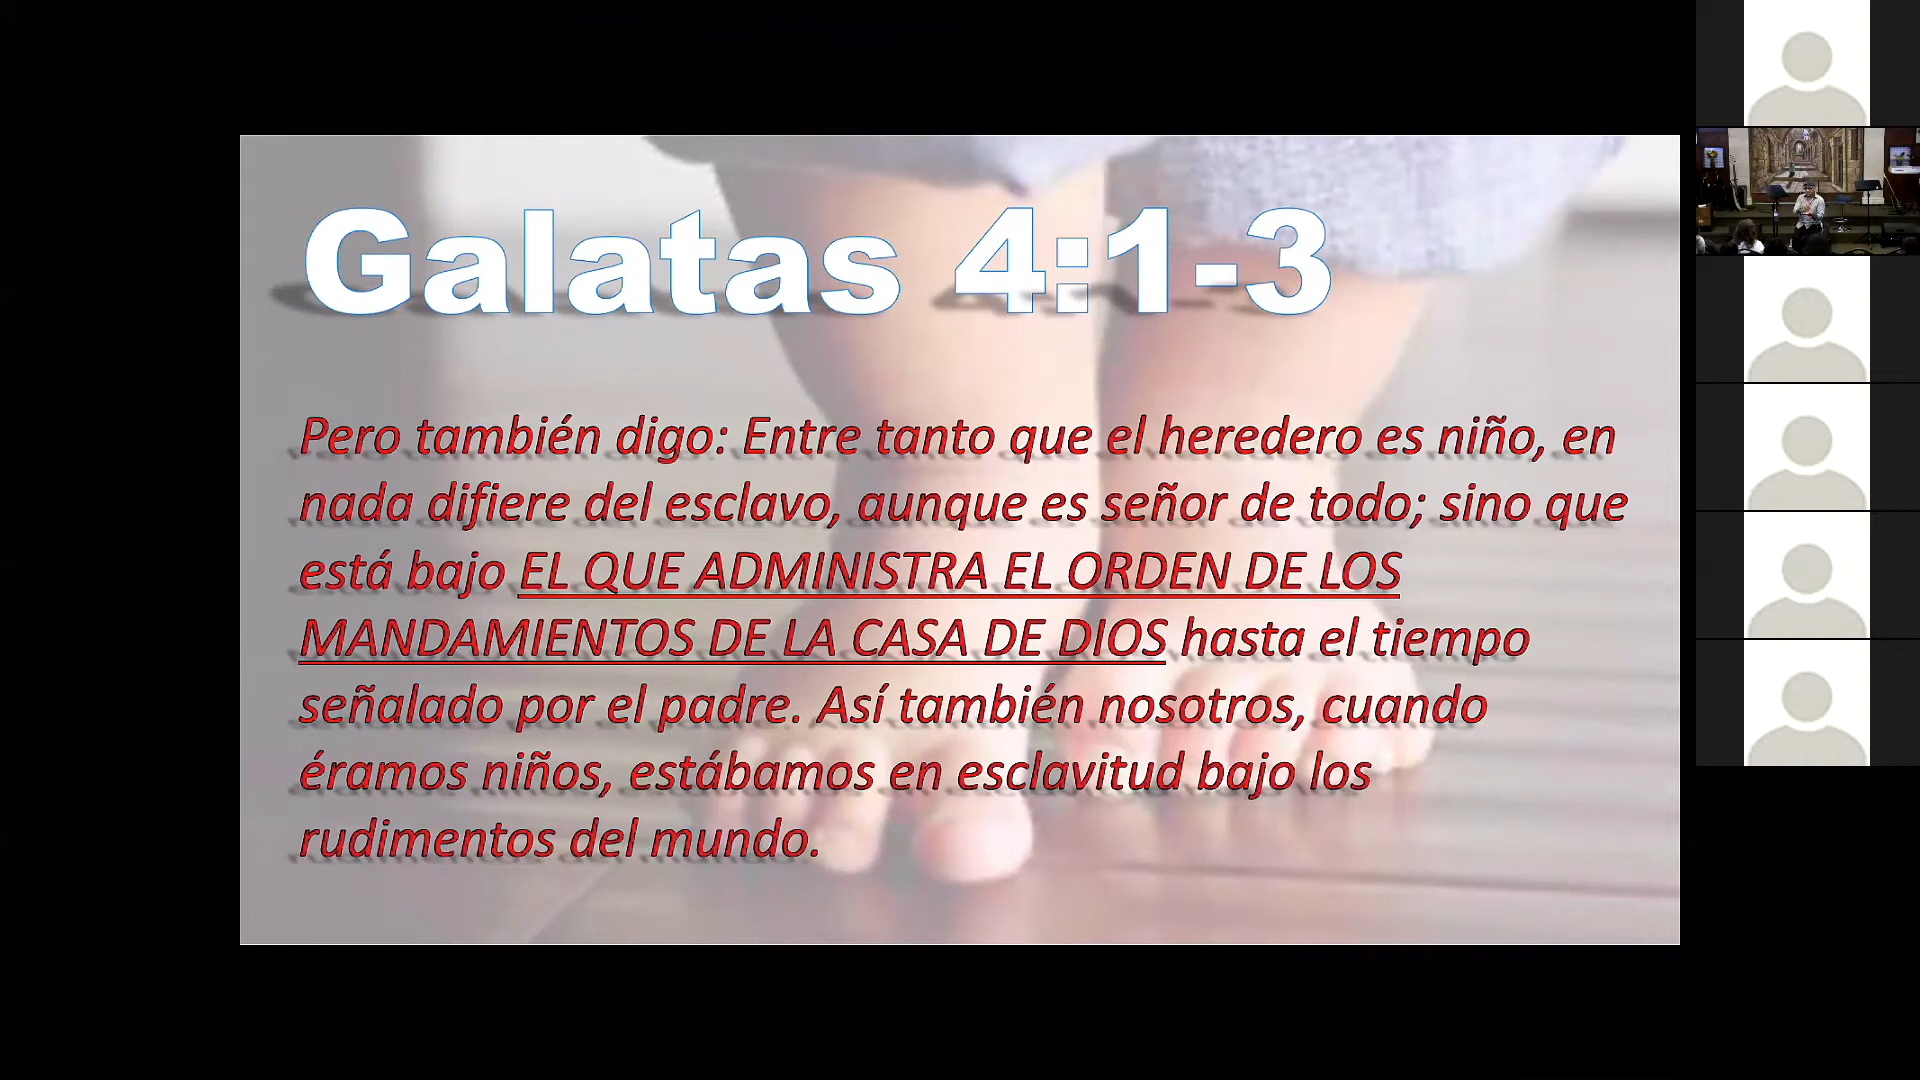 Galatas 4:1-3
Pero también digo: Entre tanto que el heredero es niño, en
nada difiere del esclavo, aunque es señor de todo; sino que
está bajo EL QUE ADMINISTRA EL ORDEN DE LOS
MANDAMIENTOS DE LA CASA DE DIOS hasta el tiempo
señalado por el padre. Así también nosotros, cuando
éramos niños, estábamos en esclavitud bajo los
rudimentos del mundo.